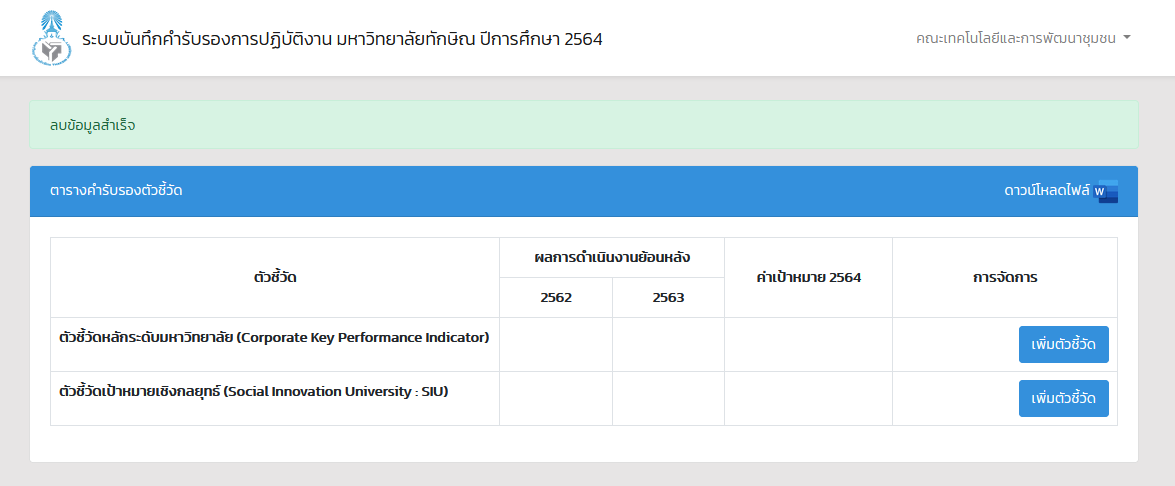 ระบบบันทึกคำรับรองการปฏิบัติงาน มหาวิทยาลัยทักษิณ ปีการศึกษา 2564
คณะเทคโนโลยีและการพัฒนาชุมชน
ลบข้อมูลสำเร็จ
ตารางคำรับรองตัวชี้วัด
ดาวน์โหลดไฟล์ W
ตัวชี้วัด
ผลการดำเนินงานย้อนหลัง
ค่าเป้าหมาย 2564
การจัดการ
2562
2563
ตัวชี้วัดหลักระดับมหาวิทยาลัย (Corporate Key Performance Indicator)
เพิ่มตัวชี้วัด
ตัวชี้วัดเป้าหมายเชิงกลยุทธ์ (Social Innovation University : SIU)
เพิ่มตัวชี้วัด